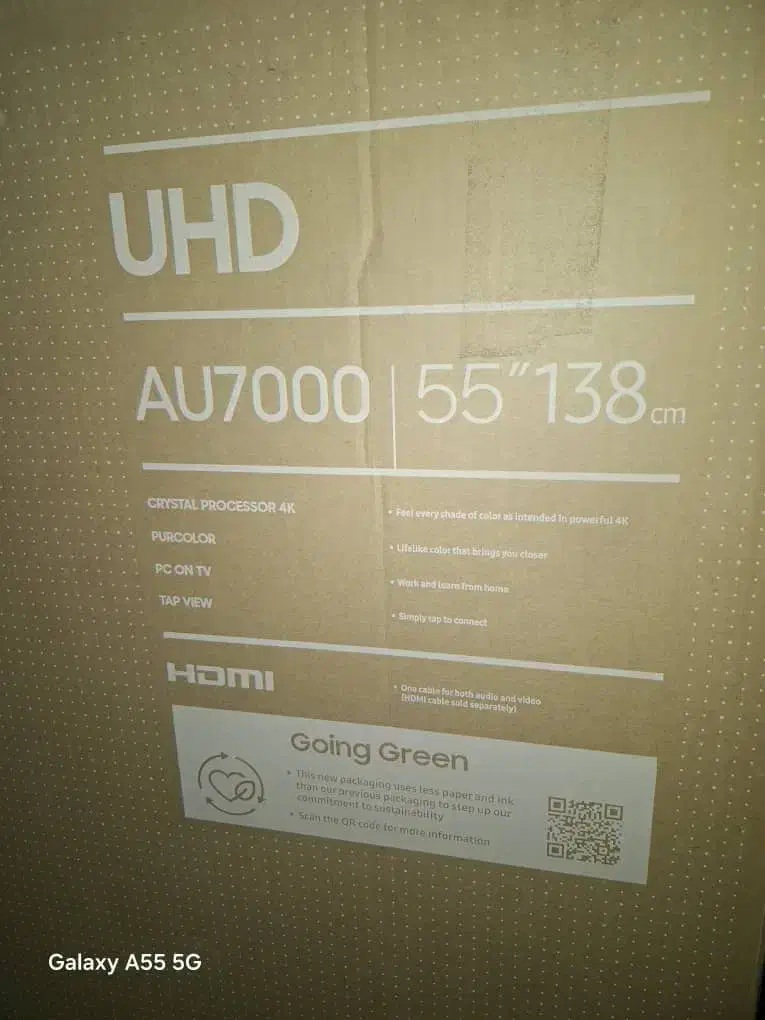 UHD
AU7000 | 55"138 cm
CRYSTAL PROCESSOR 4K
• Feel every shade of color as intended in powerful 4K
PURCOLOR
• Lifelike color that brings you closer
PC ON TV
• Work and learn from home
TAP VIEW
• Simply tap to connect
HDMI
• One cable for both audio and video
(HDMI cable sold separately)
Going Green
• This new packaging uses less paper and ink
than our previous packaging to step up our
commitment to sustainability
• Scan the QR code for more information
Galaxy A55 5G